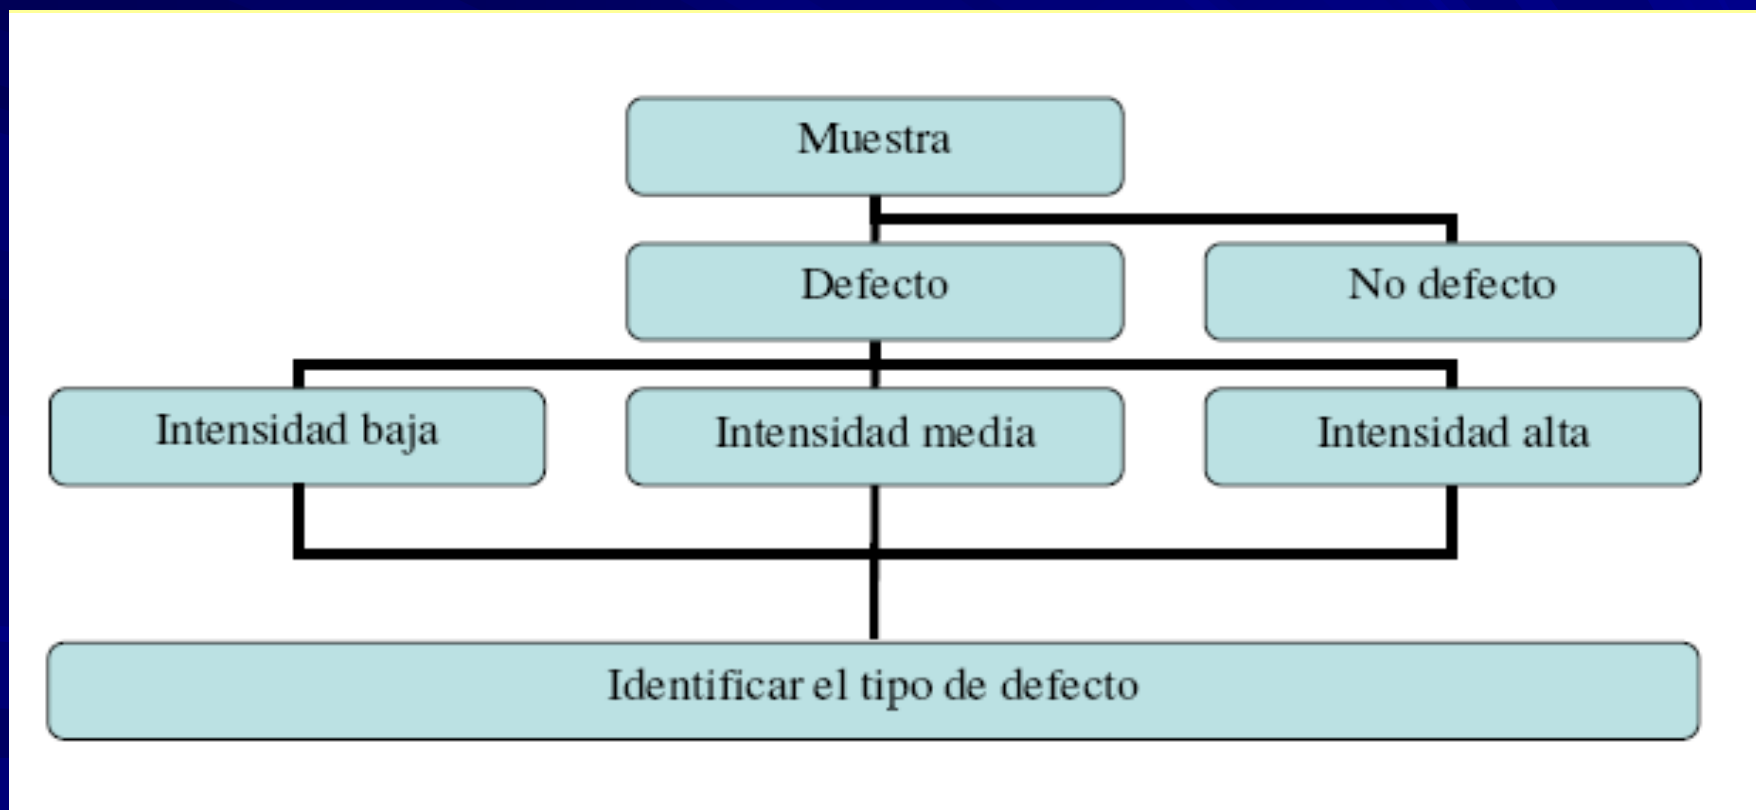 Muestra
Defecto
No defecto
Intensidad baja
Intensidad media
Intensidad alta
Identificar el tipo de defecto